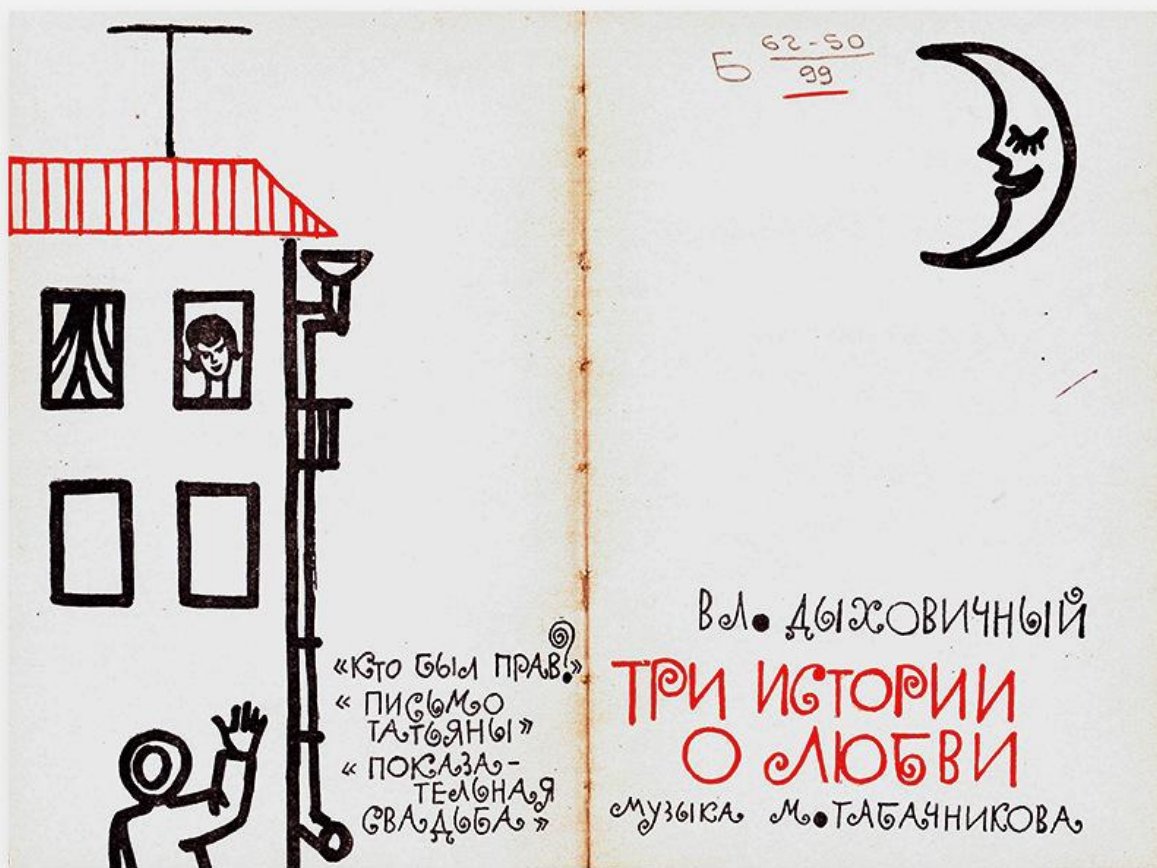 «Кто был прав?»
«Письмо
Татьяны»
«Показа-
тельная
свадьба»
Б 62-50
99
Вл. Дыховичный
ТРИ ИСТОРИИ
О ЛЮБВИ
музыка М. Табачникова